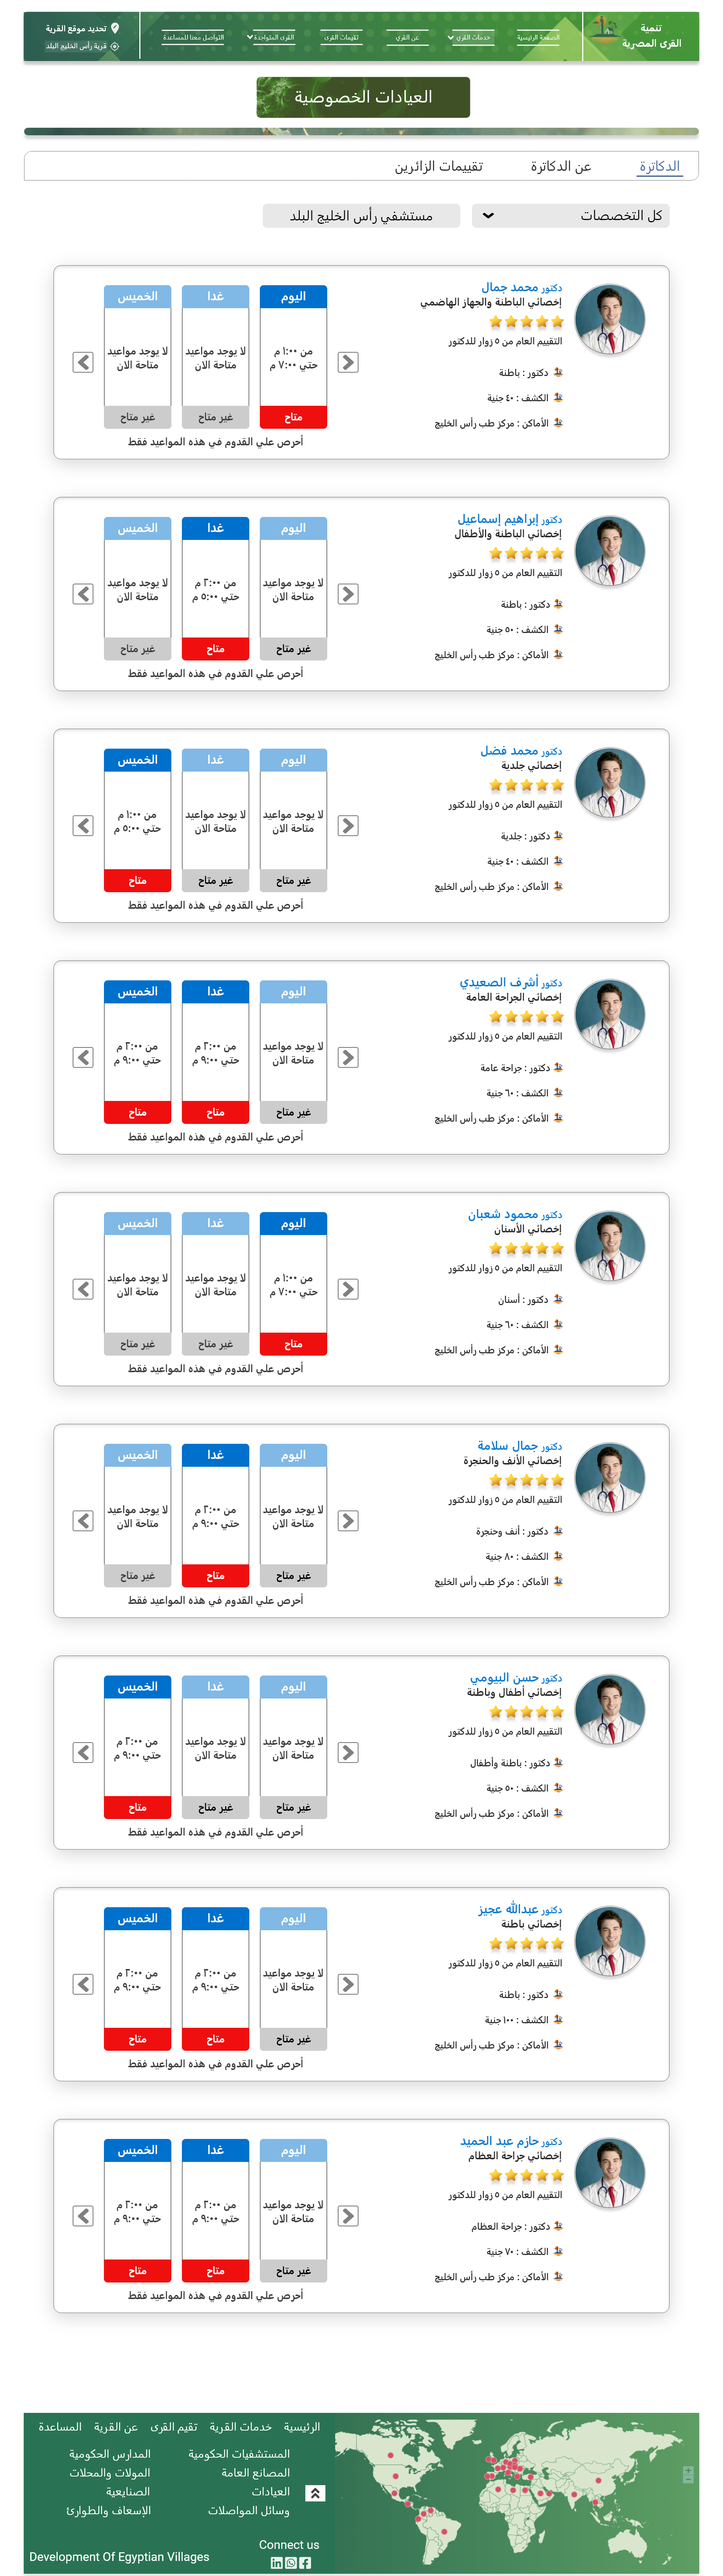 تنمية
القرى المصرية
الصفحة الرئيسية
خدمات القري
عن القري
تقيمات القرى
القرى المتواجدة
التواصل معنا للمساعدة
تحديد موقع القرية
قرية رأس الخليج البلد
العيادات الخصوصية
الدكاترة
عن الدكاترة
تقييمات الزائرين
كل التخصصات
مستشفي رأس الخليج البلد
دكتور محمد جمال
إخصائي الباطنة والجهاز الهاضمي
التقييم العام من ٥ زوار للدكتور
دكتور : باطنة
الكشف : ٤٠ جنية
الأماكن : مركز طب رأس الخليج
اليوم
من ١:٠٠ م
حتي ٧:٠٠ م
متاح
غدا
لا يوجد مواعيد
متاحة الان
غير متاح
الخميس
لا يوجد مواعيد
متاحة الان
غير متاح
أحرص علي القدوم في هذه المواعيد فقط
دكتور إبراهيم إسماعيل
إخصائي الباطنة والأطفال
التقييم العام من ٥ زوار للدكتور
دكتور : باطنة
الكشف : ٥٠ جنية
الأماكن : مركز طب رأس الخليج
اليوم
لا يوجد مواعيد
متاحة الان
غير متاح
غدا
من ٢:٠٠ م
حتي ٥:٠٠ م
متاح
الخميس
لا يوجد مواعيد
متاحة الان
غير متاح
أحرص علي القدوم في هذه المواعيد فقط
دكتور محمد فضل
إخصائي جلدية
التقييم العام من ٥ زوار للدكتور
دكتور : جلدية
الكشف : ٤٠ جنية
الأماكن : مركز طب رأس الخليج
اليوم
لا يوجد مواعيد
متاحة الان
غير متاح
غدا
لا يوجد مواعيد
متاحة الان
غير متاح
الخميس
من ١:٠٠ م
حتي ٥:٠٠ م
متاح
أحرص علي القدوم في هذه المواعيد فقط
دكتور أشرف الصعيدي
إخصائي الجراحة العامة
التقييم العام من ٥ زوار للدكتور
دكتور : جراحة عامة
الكشف : ٦٠ جنية
الأماكن : مركز طب رأس الخليج
اليوم
لا يوجد مواعيد
متاحة الان
غير متاح
غدا
من ٢:٠٠ م
حتي ٩:٠٠ م
متاح
الخميس
من ٢:٠٠ م
حتي ٩:٠٠ م
متاح
أحرص علي القدوم في هذه المواعيد فقط
دكتور محمود شعبان
إخصائي الأسنان
التقييم العام من ٥ زوار للدكتور
دكتور : أسنان
الكشف : ٦٠ جنية
الأماكن : مركز طب رأس الخليج
اليوم
من ١:٠٠ م
حتي ٧:٠٠ م
متاح
غدا
لا يوجد مواعيد
متاحة الان
غير متاح
الخميس
لا يوجد مواعيد
متاحة الان
غير متاح
أحرص علي القدوم في هذه المواعيد فقط
دكتور جمال سلامة
إخصائي الأنف والحنجرة
التقييم العام من ٥ زوار للدكتور
دكتور : أنف وحنجرة
الكشف : ٨٠ جنية
الأماكن : مركز طب رأس الخليج
اليوم
لا يوجد مواعيد
متاحة الان
غير متاح
غدا
من ٢:٠٠ م
حتي ٩:٠٠ م
متاح
الخميس
لا يوجد مواعيد
متاحة الان
غير متاح
أحرص علي القدوم في هذه المواعيد فقط
دكتور حسن البيومي
إخصائي أطفال وباطنة
التقييم العام من ٥ زوار للدكتور
دكتور : باطنة وأطفال
الكشف : ٥٠ جنية
الأماكن : مركز طب رأس الخليج
اليوم
لا يوجد مواعيد
متاحة الان
غير متاح
غدا
لا يوجد مواعيد
متاحة الان
غير متاح
الخميس
من ٢:٠٠ م
حتي ٩:٠٠ م
متاح
أحرص علي القدوم في هذه المواعيد فقط
دكتور عبدالله عجيز
إخصائي باطنة
التقييم العام من ٥ زوار للدكتور
دكتور : باطنة
الكشف : ١٠٠ جنية
الأماكن : مركز طب رأس الخليج
اليوم
لا يوجد مواعيد
متاحة الان
غير متاح
غدا
من ٢:٠٠ م
حتي ٩:٠٠ م
متاح
الخميس
من ٢:٠٠ م
حتي ٩:٠٠ م
متاح
أحرص علي القدوم في هذه المواعيد فقط
دكتور حازم عبد الحميد
إخصائي جراحة العظام
التقييم العام من ٥ زوار للدكتور
دكتور : جراحة العظام
الكشف : ٧٠ جنية
الأماكن : مركز طب رأس الخليج
اليوم
لا يوجد مواعيد
متاحة الان
غير متاح
غدا
من ٢:٠٠ م
حتي ٩:٠٠ م
متاح
الخميس
من ٢:٠٠ م
حتي ٩:٠٠ م
متاح
أحرص علي القدوم في هذه المواعيد فقط
الرئيسية
خدمات القرية
تقيم القرى
عن القرية
المساعدة
المستشفيات الحكومية
المدارس الحكومية
المصانع العامة
المولات والمحلات
العيادات
الصنايعية
وسائل المواصلات
الإسعاف والطوارئ
Connect us
Development Of Egyptian Villages